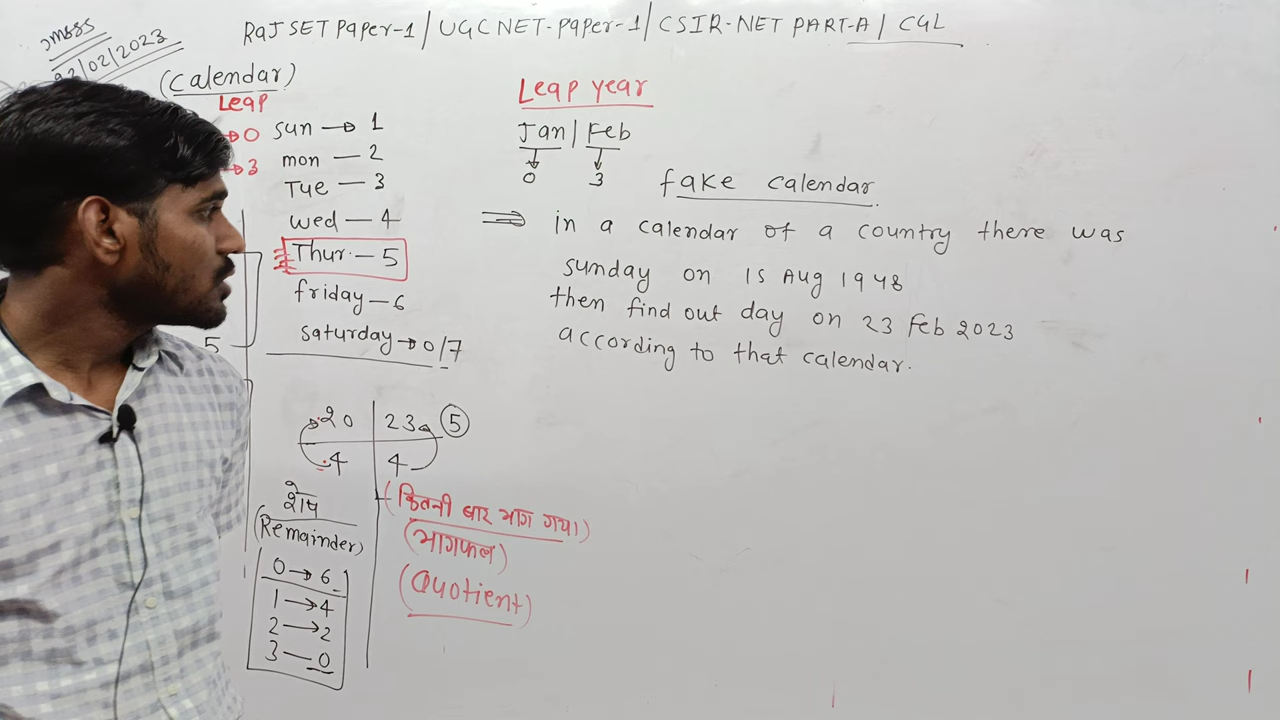 RAJ SET Paper-1 / UGC NET-Paper-1 / CSIR-NET PART-A / CGL
JMGSS
02/02/2023
(Calendar)
Leap
→0
→3
Sun → 1
mon — 2
Tue — 3
wed — 4
Thur — 5
friday — 6
saturday → 0/7
5
20 | 23 5
4 | 4
शेष
(Remainder)
0 → 6
1 → 4
2 → 2
3 — 0
(कितनी बार भाग गया)
(भागफल)
(Quotient)
Leap year
Jan / Feb
0 3
fake calendar
⇒ in a calendar of a country there was
sunday on 15 Aug 1948
then find out day on 23 feb 2023
according to that calendar.